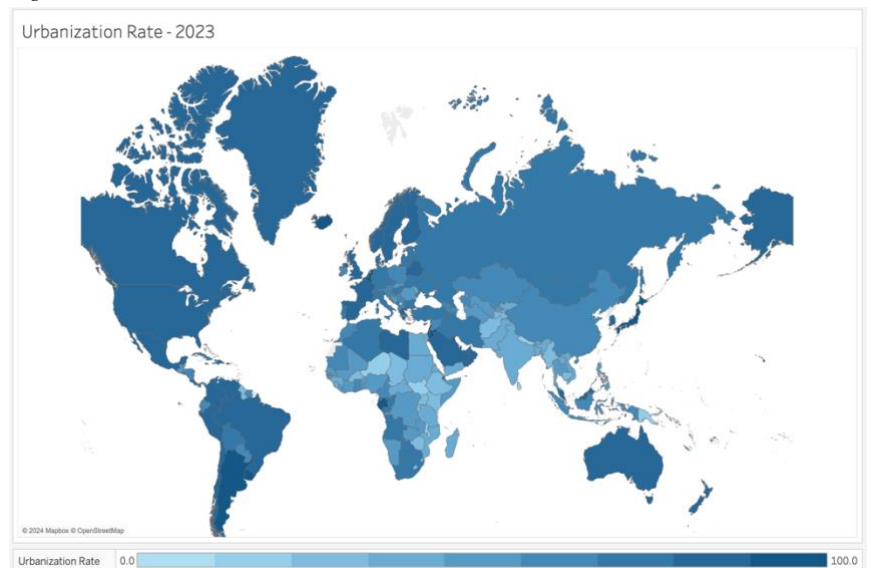 Urbanization Rate - 2023
© 2024 Mapbox © OpenStreetMap
Urbanization Rate 0.0 100.0